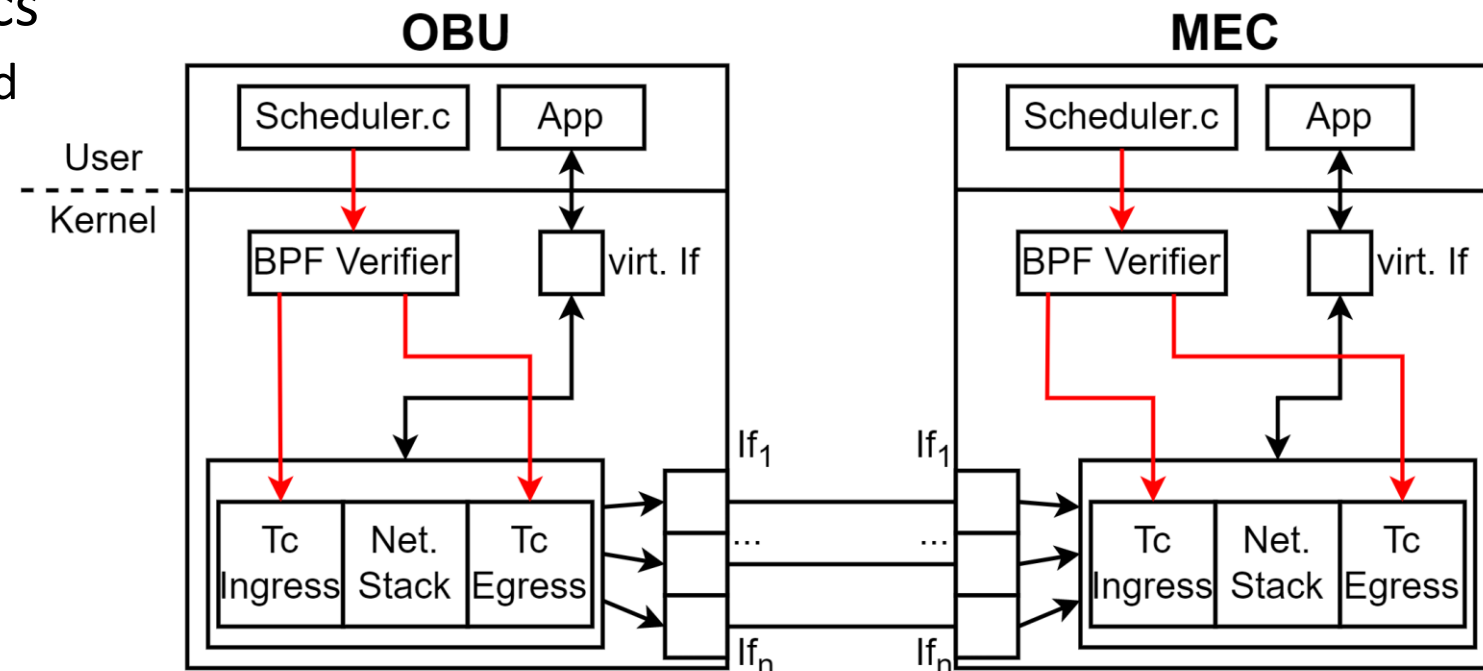 cs
d
OBU
MEC
Scheduler.c
App
Scheduler.c
App
User
Kernel
BPF Verifier
virt. If
BPF Verifier
virt. If
If1
If1
Tc
Ingress
Net.
Stack
Tc
Egress
...
...
Tc
Ingress
Net.
Stack
Tc
Egress
Ifn
Ifn